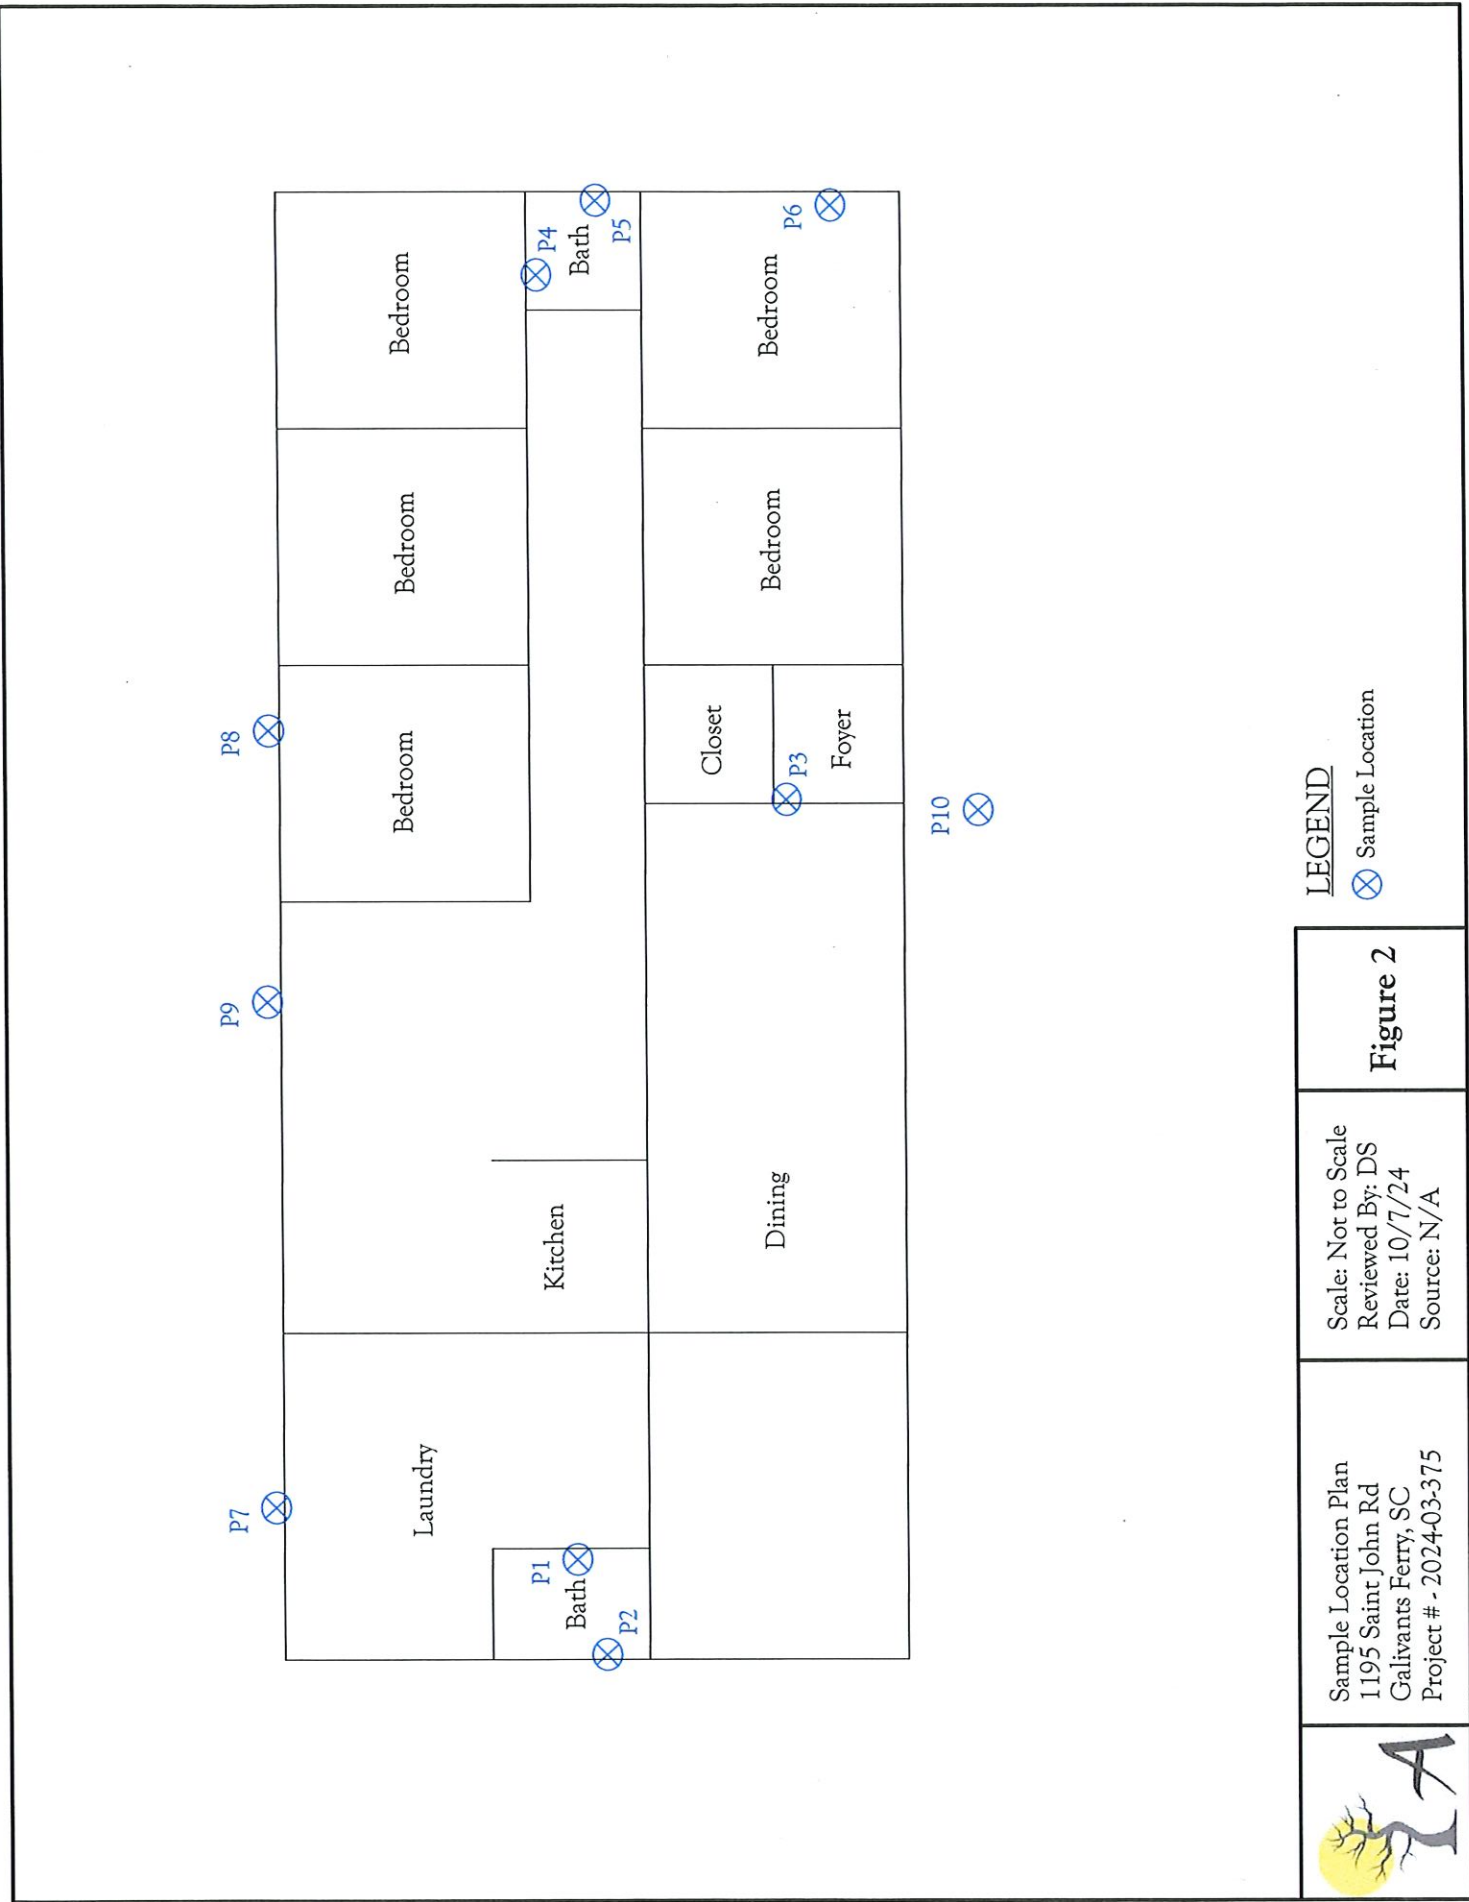 P7
P9
P8
Laundry
Bedroom
Bedroom
Bedroom
P1
Bath
P2
Kitchen
P4
Bath
P5
Closet
Dining
Bedroom
Bedroom
P6
P3
Foyer
P10
LEGEND
Sample Location
A
Sample Location Plan
1195 Saint John Rd
Galivants Ferry, SC
Project # - 2024-03-375
Scale: Not to Scale
Reviewed By: DS
Date: 10/7/24
Source: N/A
Figure 2